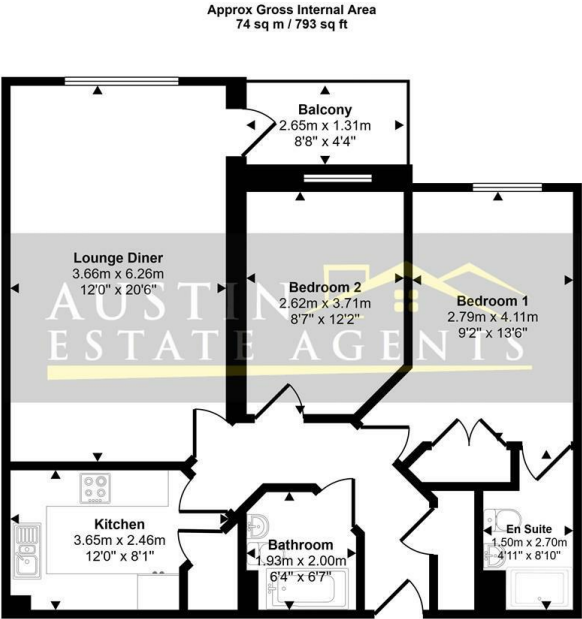 Approx Gross Internal Area
74 sq m / 793 sq ft
Balcony
2.65m x 1.31m
8'8" x 4'4"
Lounge Diner
3.66m x 6.26m
12'0" x 20'6"
Bedroom 2
2.62m x 3.71m
8'7" x 12'2"
Bedroom 1
2.79m x 4.11m
9'2" x 13'6"
AUSTIN
ESTATE AGENTS
Kitchen
3.65m x 2.46m
12'0" x 8'1"
Bathroom
1.93m x 2.00m
6'4" x 6'7"
En Suite
1.50m x 2.70m
4'11" x 8'10"